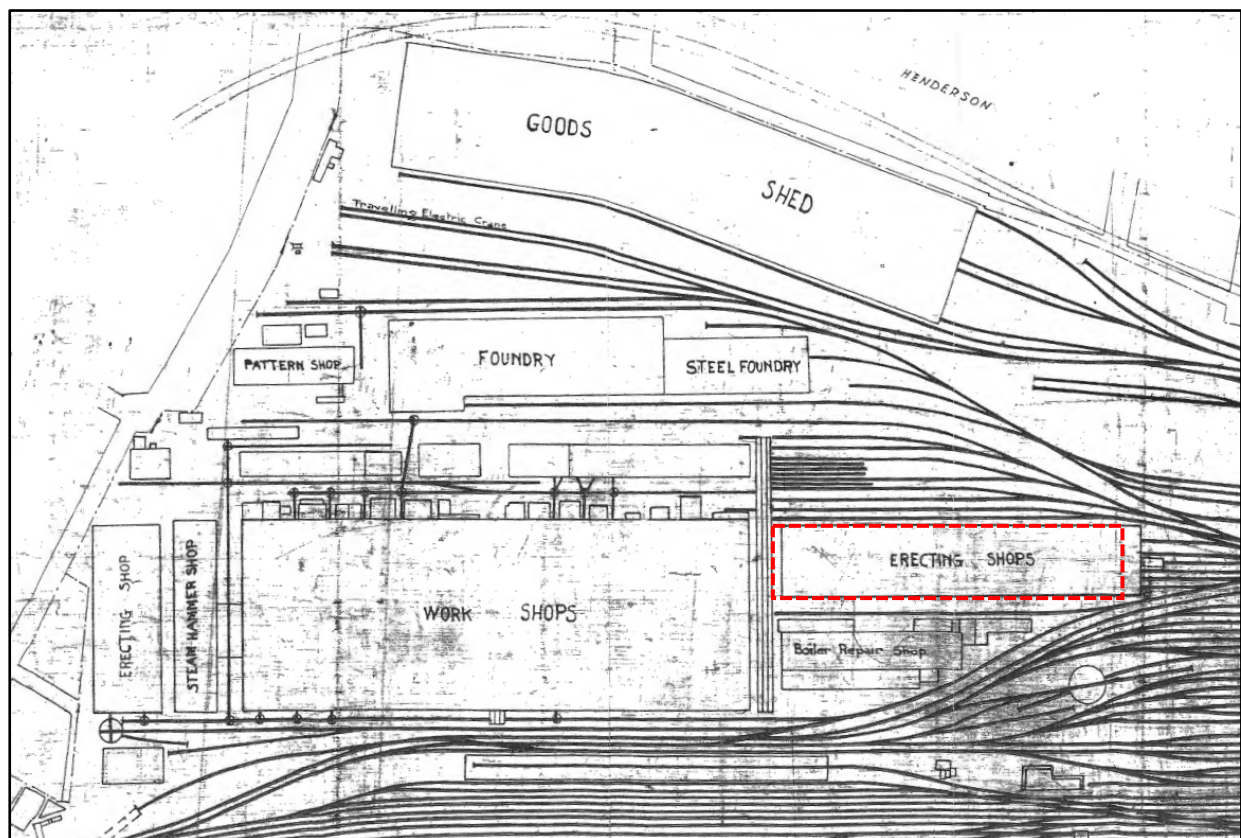 HENDERSON
GOODS
SHED
Travelling Electric Crane
PATTERN SHOP
FOUNDRY
STEEL FOUNDRY
ERECTING SHOP
STEAM HAMMER SHOP
WORK SHOPS
ERECTING SHOPS
Boiler Repair Shop